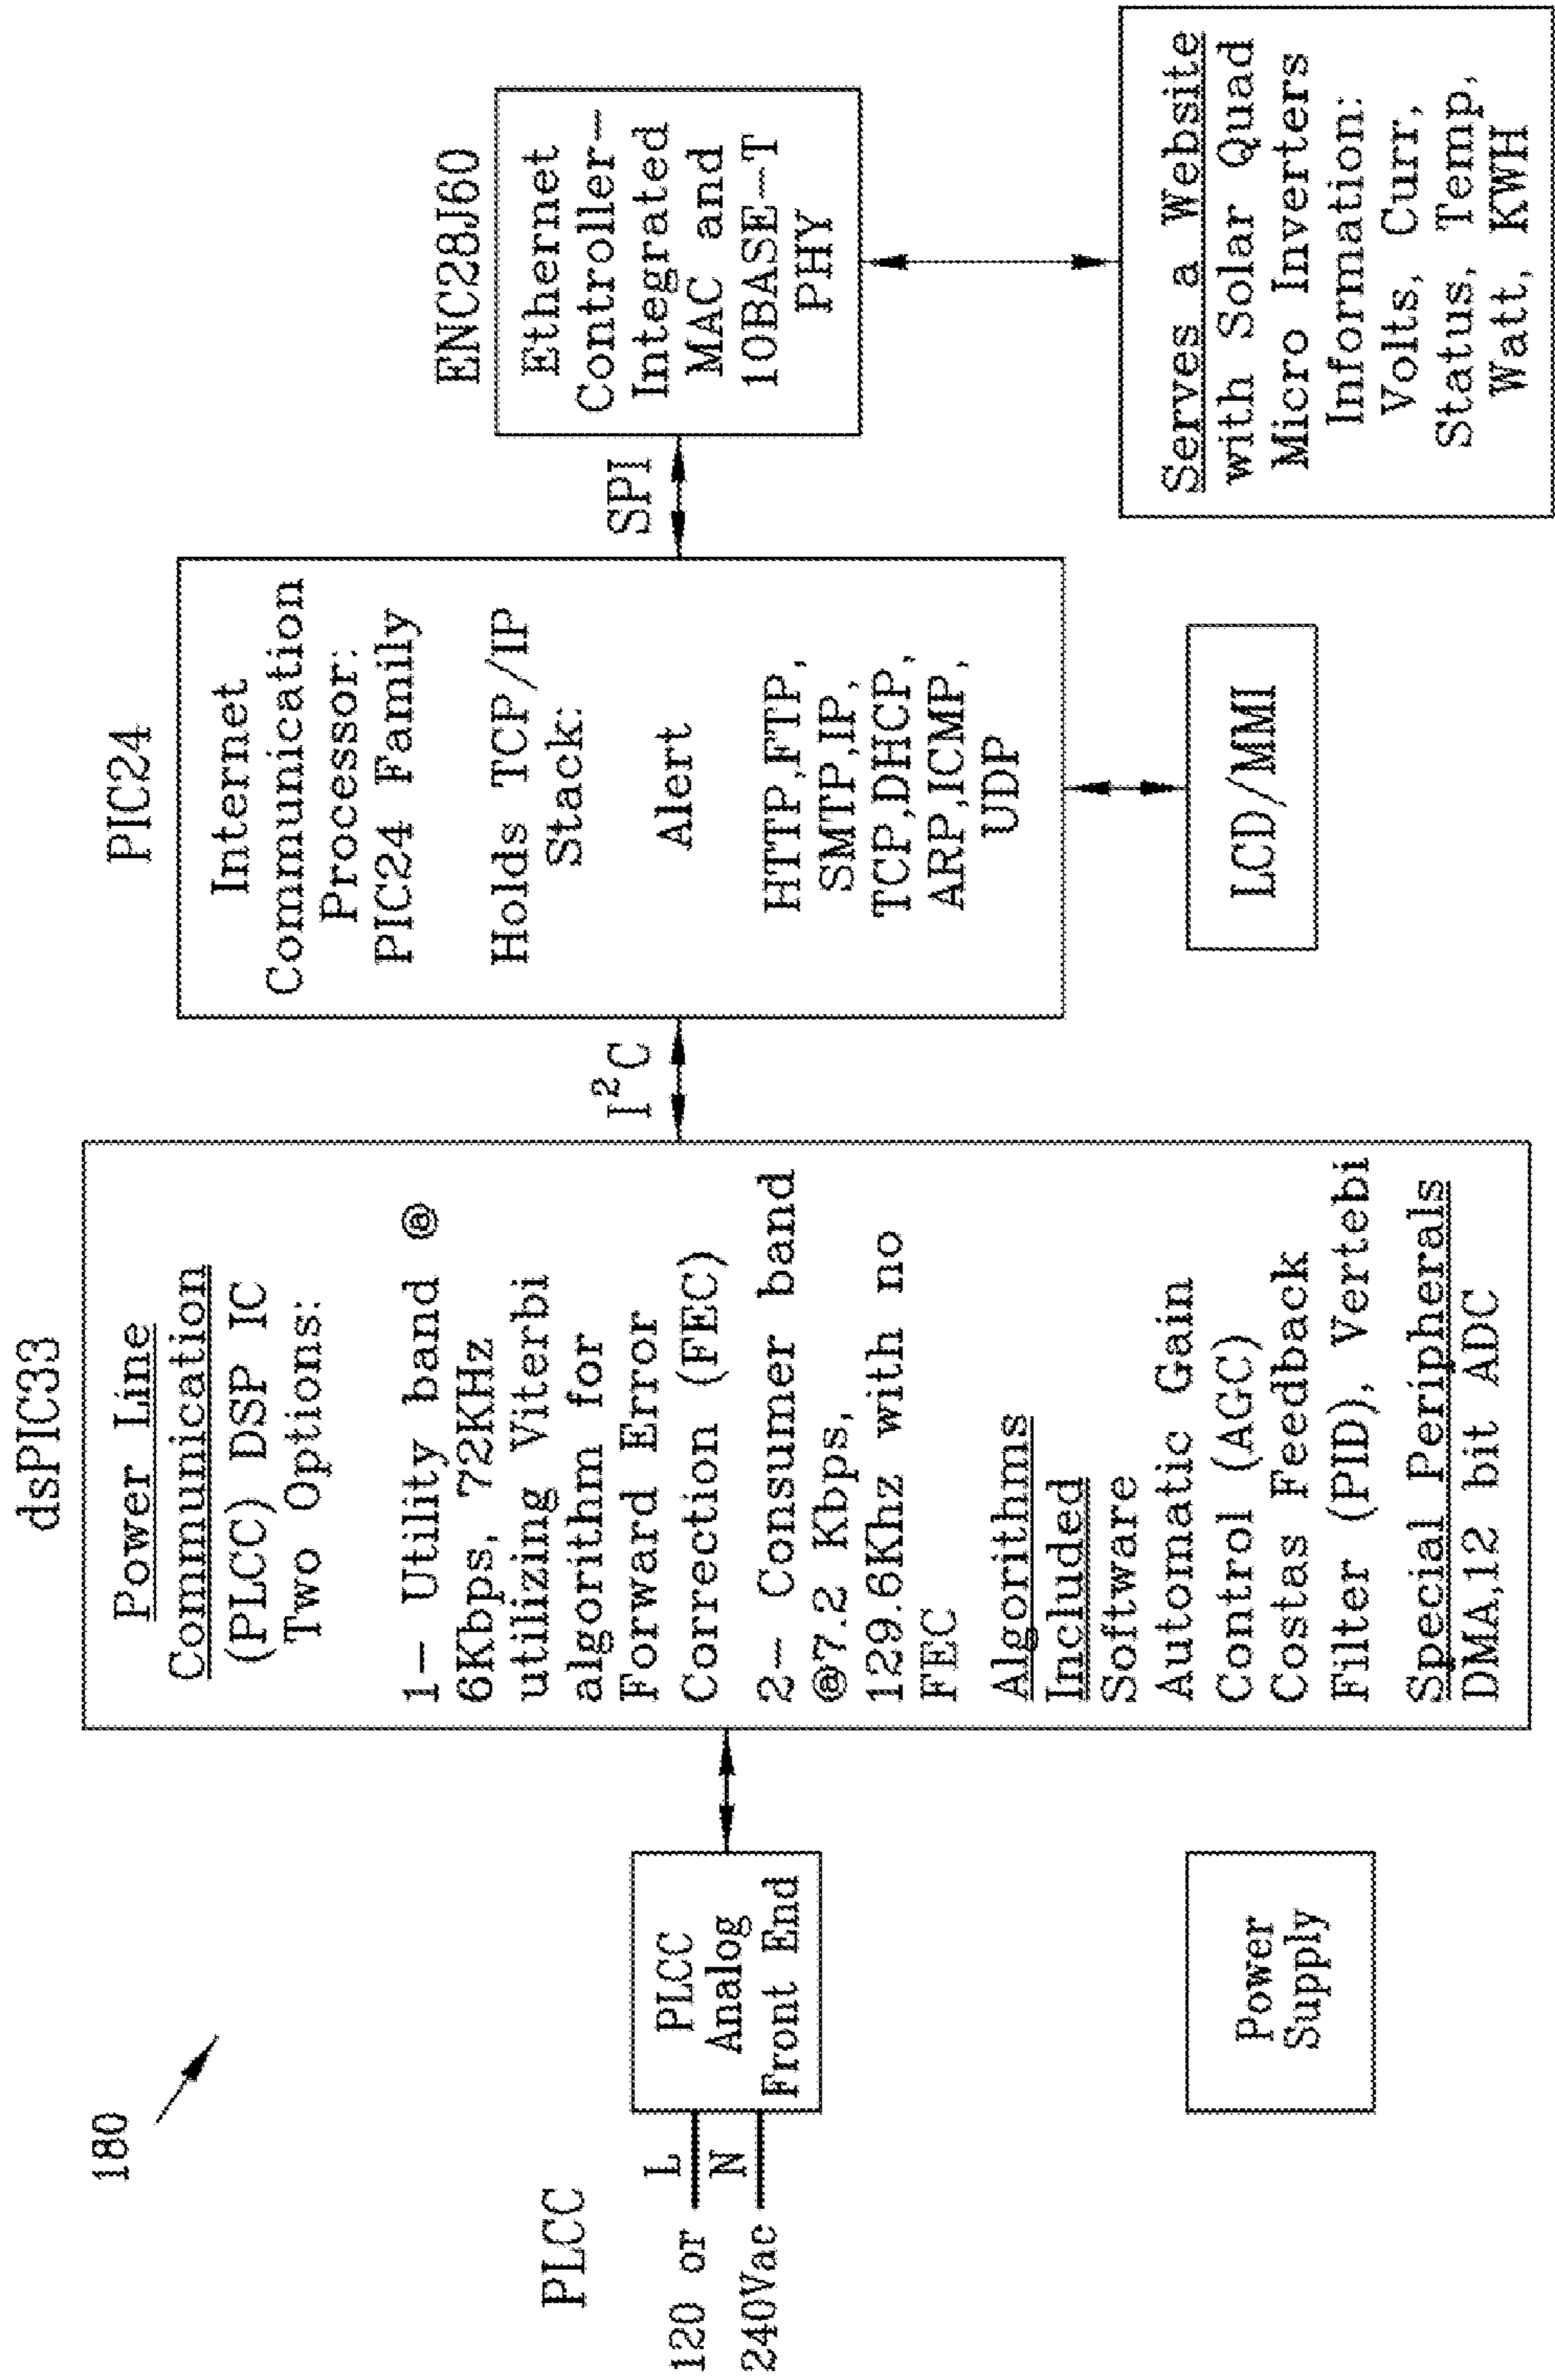 180
PLCC
120 or
L
N
240Vac
PLCC
Analog
Front End
Power
Supply
dsPIC33
Power Line
Communication
(PLCC) DSP IC
Two Options:
1- Utility band @
6Kbps, 72KHz
utilizing Viterbi
algorithm for
Forward Error
Correction (FEC)
2- Consumer band
@7.2 Kbps,
129.6Khz with no
FEC
Algorithms
Included
Software
Automatic Gain
Control (AGC)
Costas Feedback
Filter (PID), Vertebi
Special Peripherals
DMA,12 bit ADC
I²C
PIC24
Internet
Communication
Processor:
PIC24 Family
Holds TCP/IP
Stack:
Alert
HTTP,FTP,
SMTP,IP,
TCP,DHCP,
ARP,ICMP,
UDP
LCD/MMI
SPI
ENC28J60
Ethernet
Controller-
Integrated
MAC and
10BASE-T
PHY
Serves a Website
with Solar Quad
Micro Inverters
Information:
Volts, Curr,
Status, Temp,
Watt, KWH